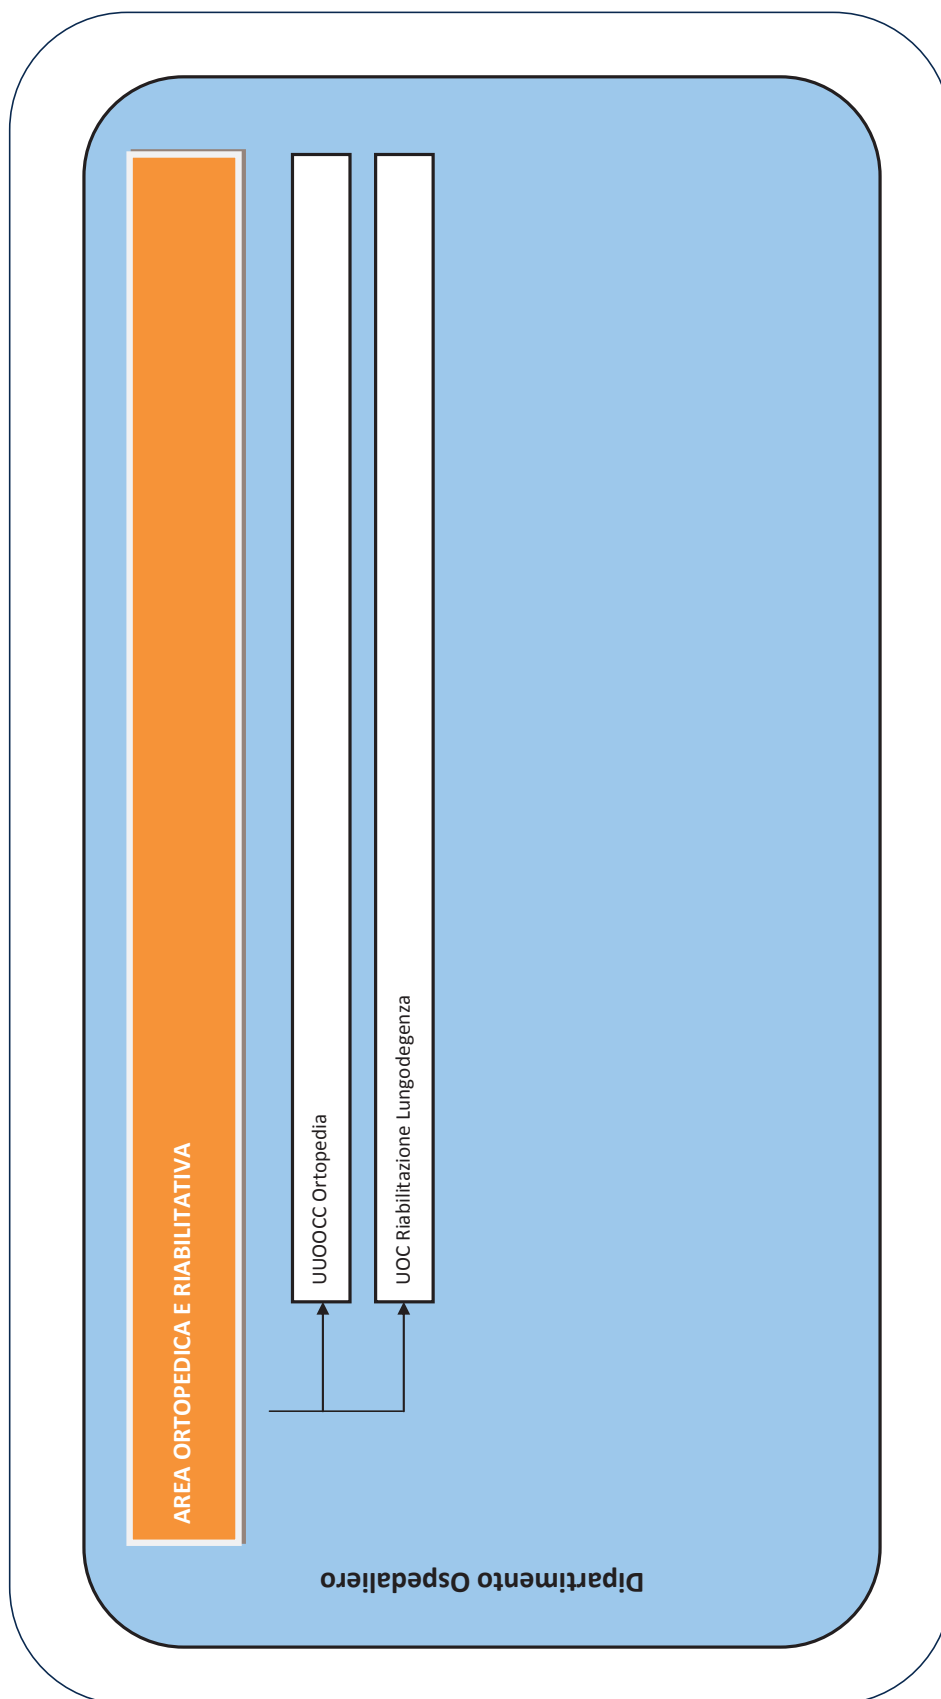 AREA ORTOPEDICA E RIABILITATIVA
UUOOCC Ortopedia
UOC Riabilitazione Lungodegenza
Dipartimento Ospedaliero